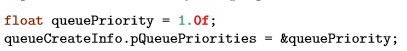 float queuePriority = 1.0f;
queueCreateInfo.pQueuePriorities = &queuePriority;